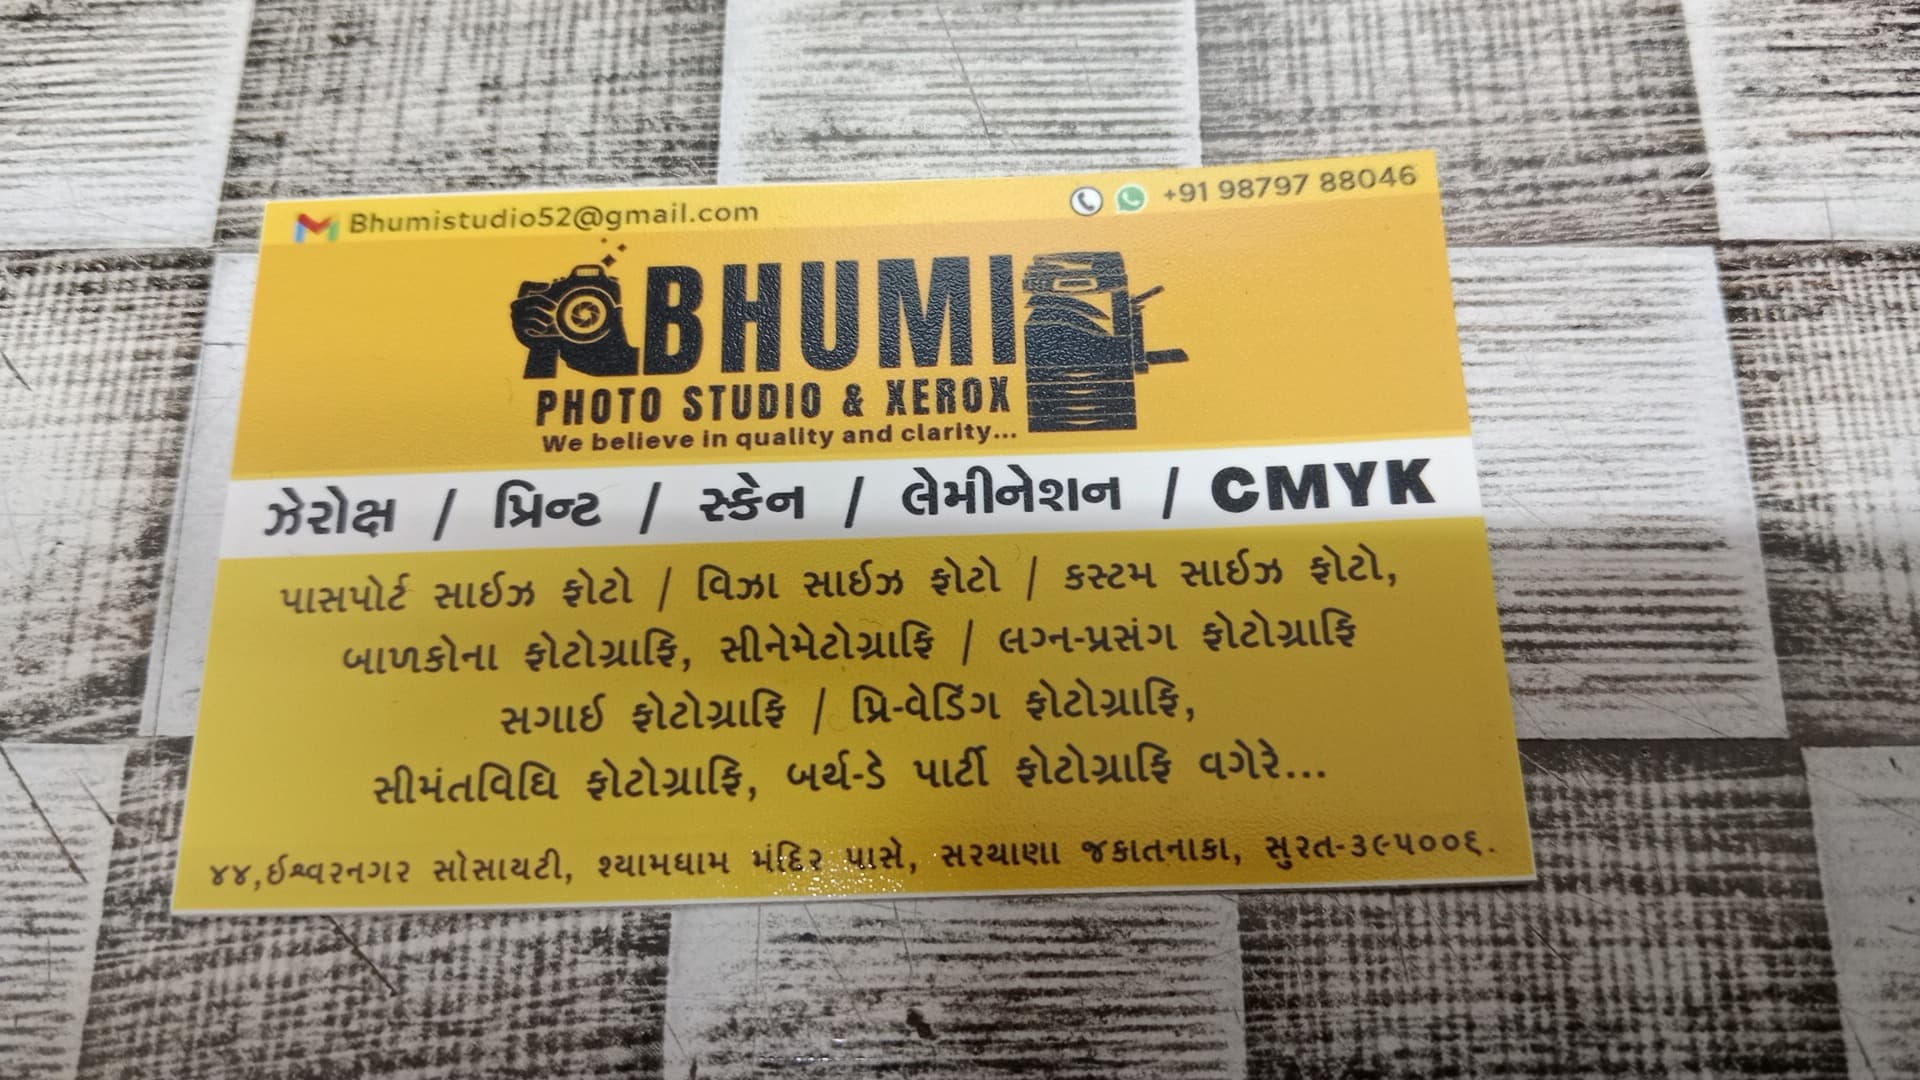 Bhumistudio52@gmail.com
+91 98797 88046
BHUMI
PHOTO STUDIO & XEROX
We believe in quality and clarity...
ઝેરોક્ષ / પ્રિન્ટ / સ્કેન / લેમીનેશન / CMYK
પાસપોર્ટ સાઈઝ ફોટો / વિઝા સાઈઝ ફોટો / કસ્ટમ સાઈઝ ફોટો,
બાળકોના ફોટોગ્રાફિ, સીનેમેટોગ્રાફિ / લગ્ન-પ્રસંગ ફોટોગ્રાફિ
સગાઈ ફોટોગ્રાફિ / પ્રિ-વેડિંગ ફોટોગ્રાફિ,
સીમંતવિધિ ફોટોગ્રાફિ, બર્થ-ડે પાર્ટી ફોટોગ્રાફિ વગેરે...
૪૪,ઈશ્વરનગર સોસાયટી, શ્યામધામ મંદિર પાસે, સરથાણા જકાતનાકા, સુરત-૩૯૫૦૦૬.